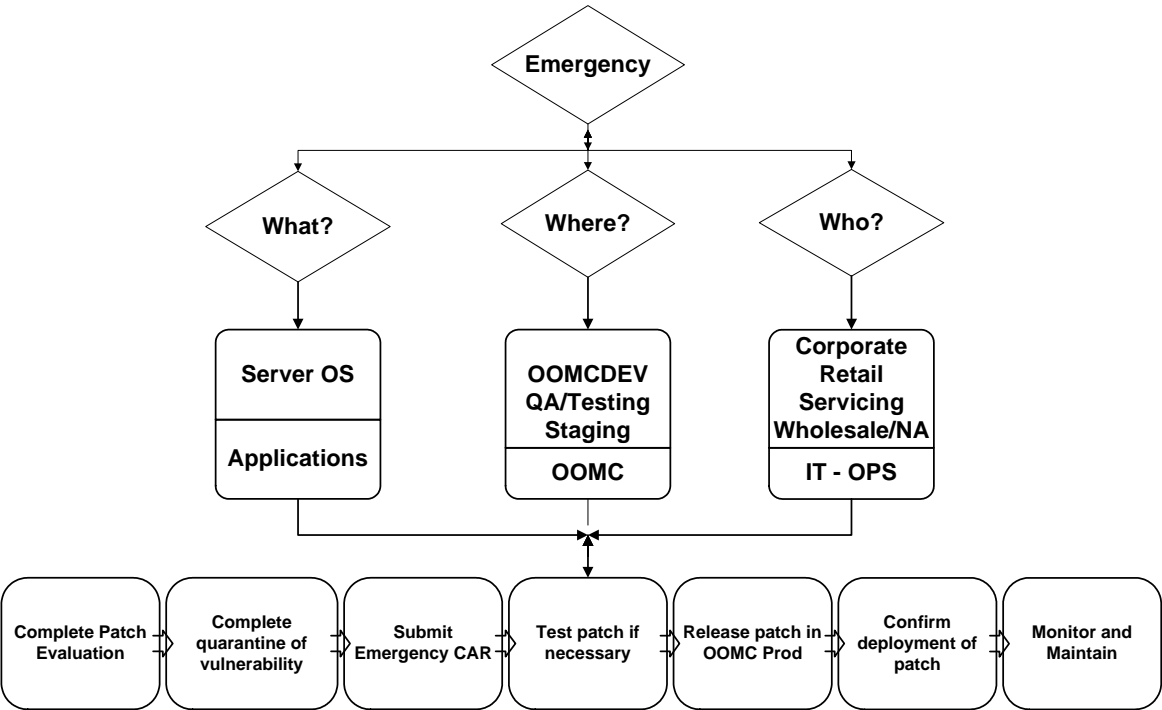 Emergency
What?
Where?
Who?
Server OS
Applications
OOMCDEV
QA/Testing
Staging
OOMC
Corporate
Retail
Servicing
Wholesale/NA
IT - OPS
Complete Patch
Evaluation
Complete
quarantine of
vulnerability
Submit
Emergency CAR
Test patch if
necessary
Release patch in
OOMC Prod
Confirm
deployment of
patch
Monitor and
Maintain